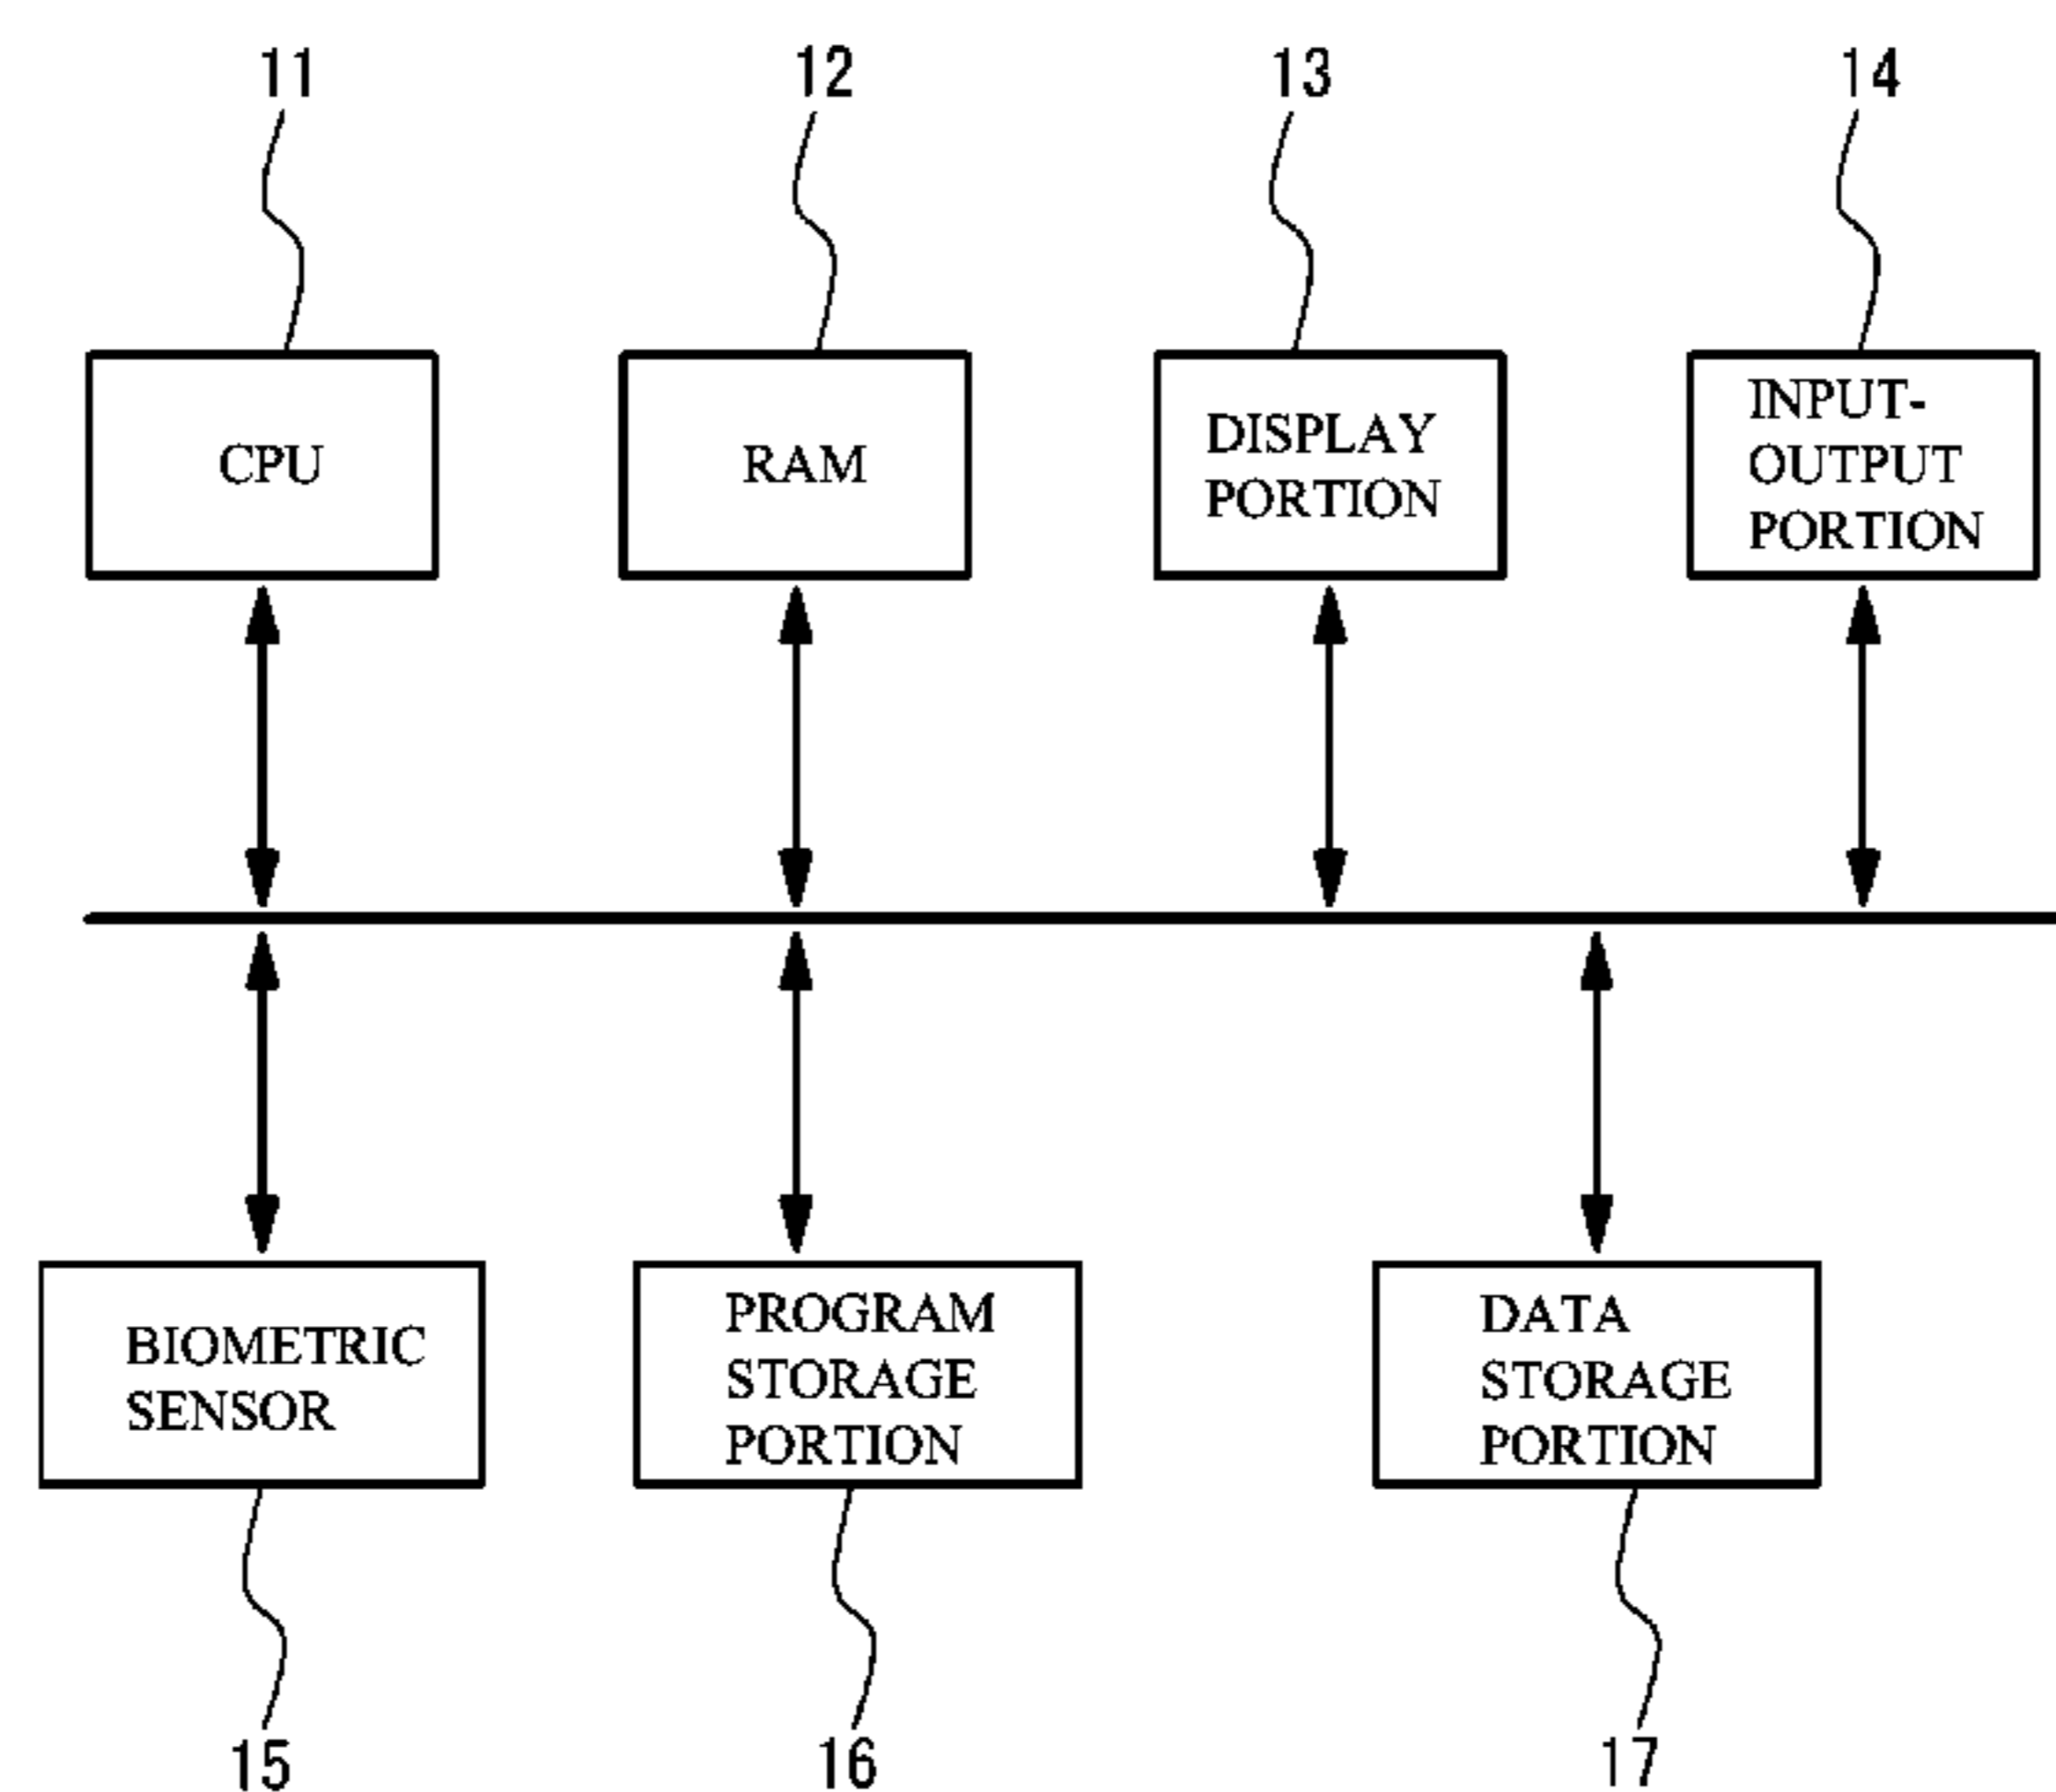 11
12
13
14
CPU
RAM
DISPLAY
PORTION
INPUT-
OUTPUT
PORTION
BIOMETRIC
SENSOR
PROGRAM
STORAGE
PORTION
DATA
STORAGE
PORTION
15
16
17